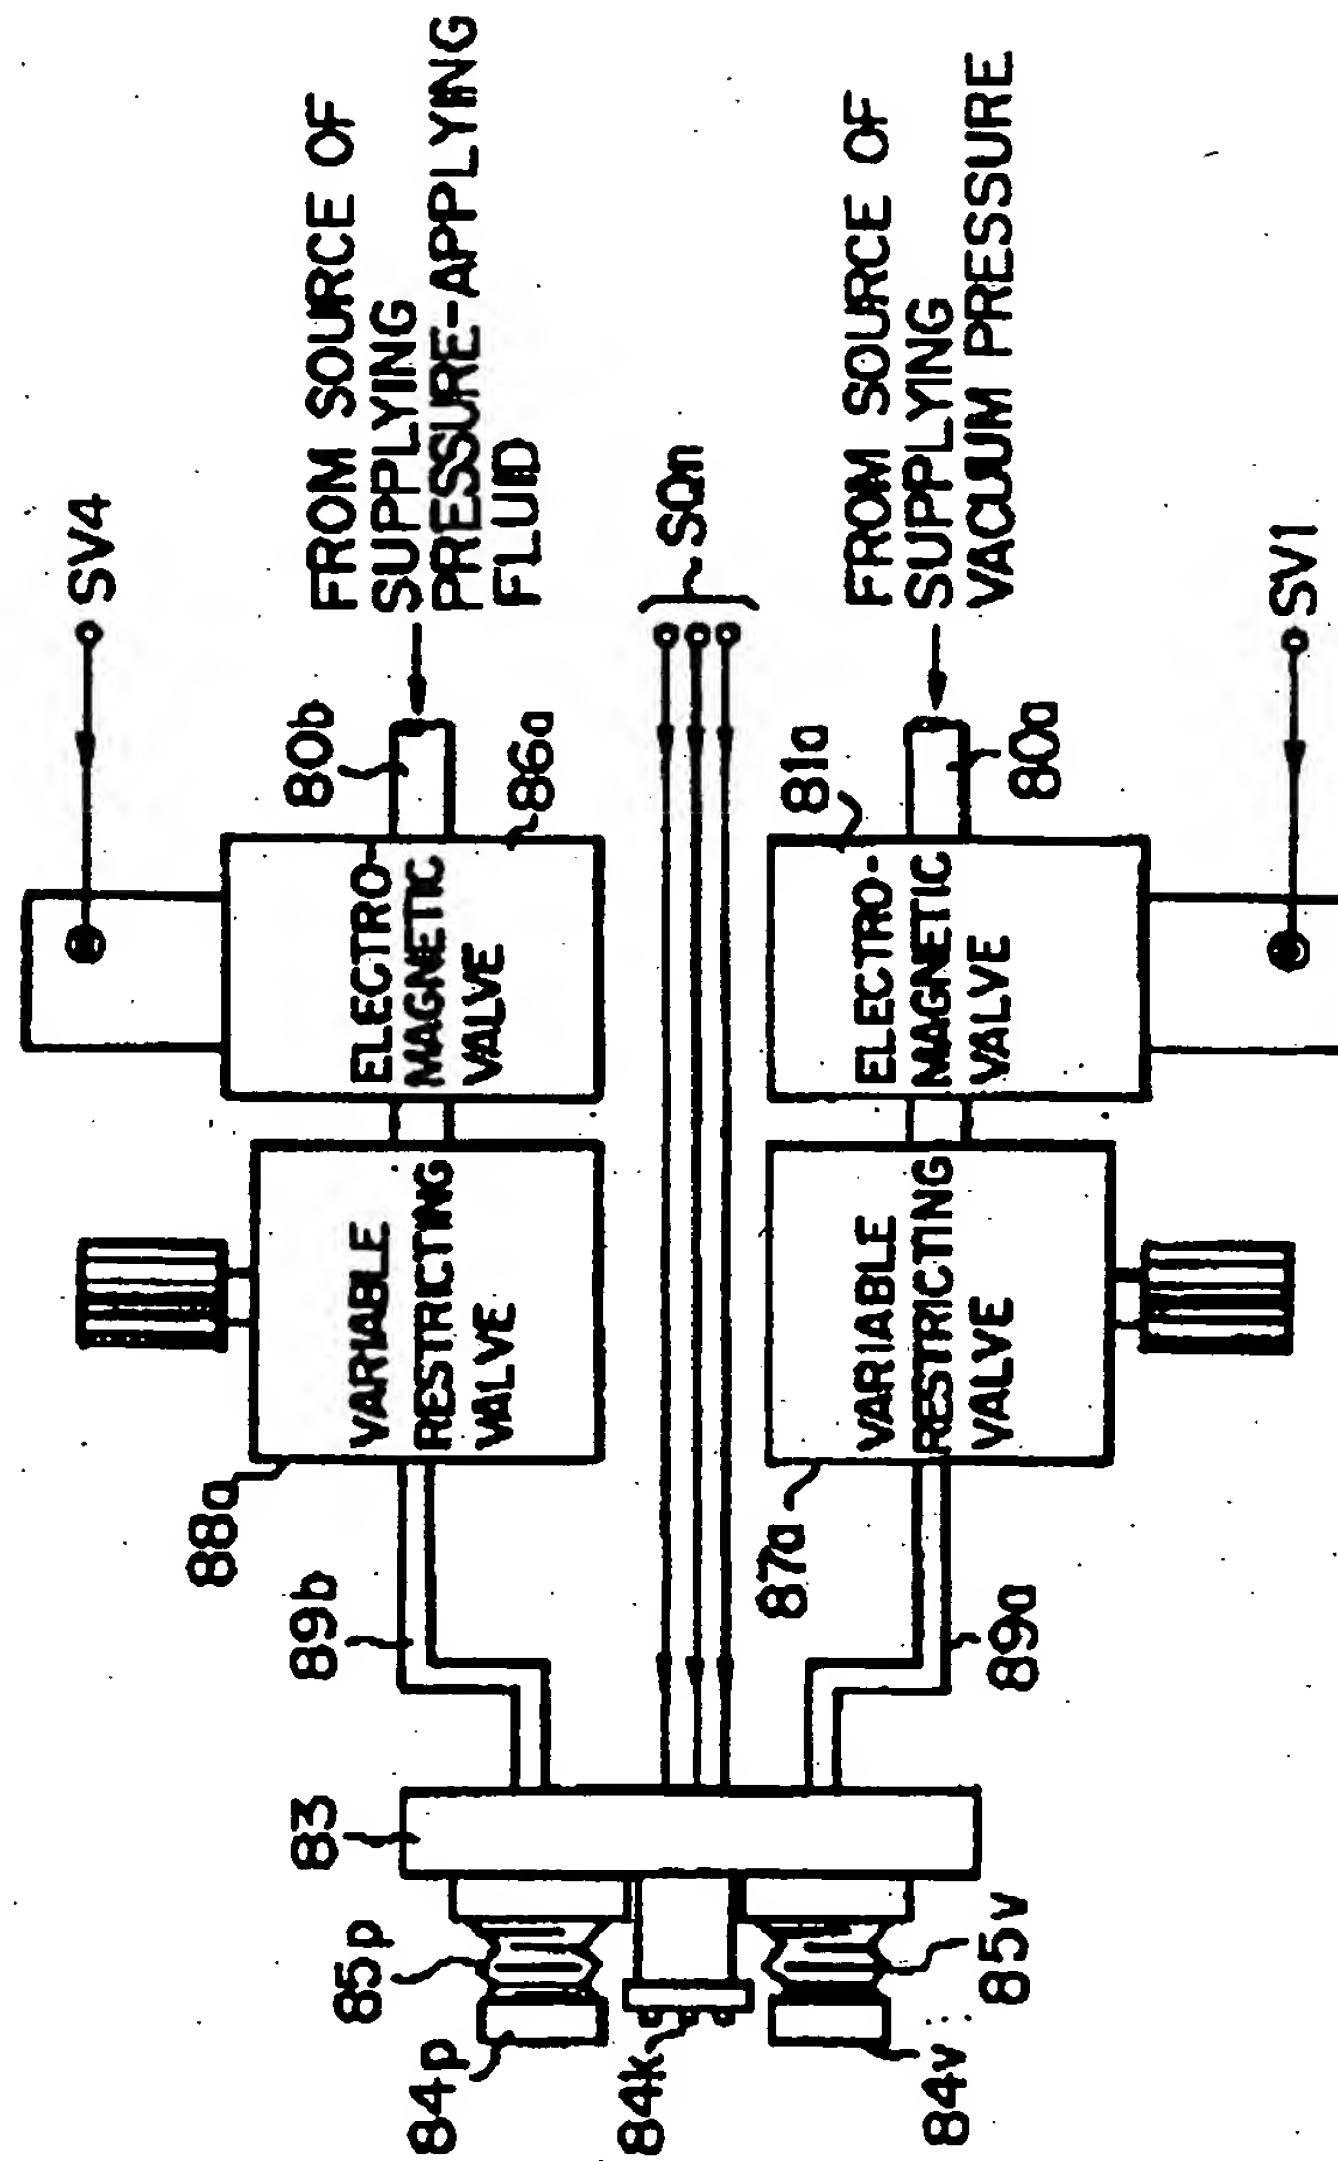 SV4
FROM SOURCE OF
SUPPLYING
PRESSURE-APPLYING
FLUID
80b
86a
ELECTRO-
MAGNETIC
VALVE
VARIABLE
RESTRICTING
VALVE
88a
89b
SQn
83
85p
84p
84k
84v
85v
FROM SOURCE OF
SUPPLYING
VACUUM PRESSURE
81a
80a
ELECTRO-
MAGNETIC
VALVE
VARIABLE
RESTRICTING
VALVE
87a
89a
SV1